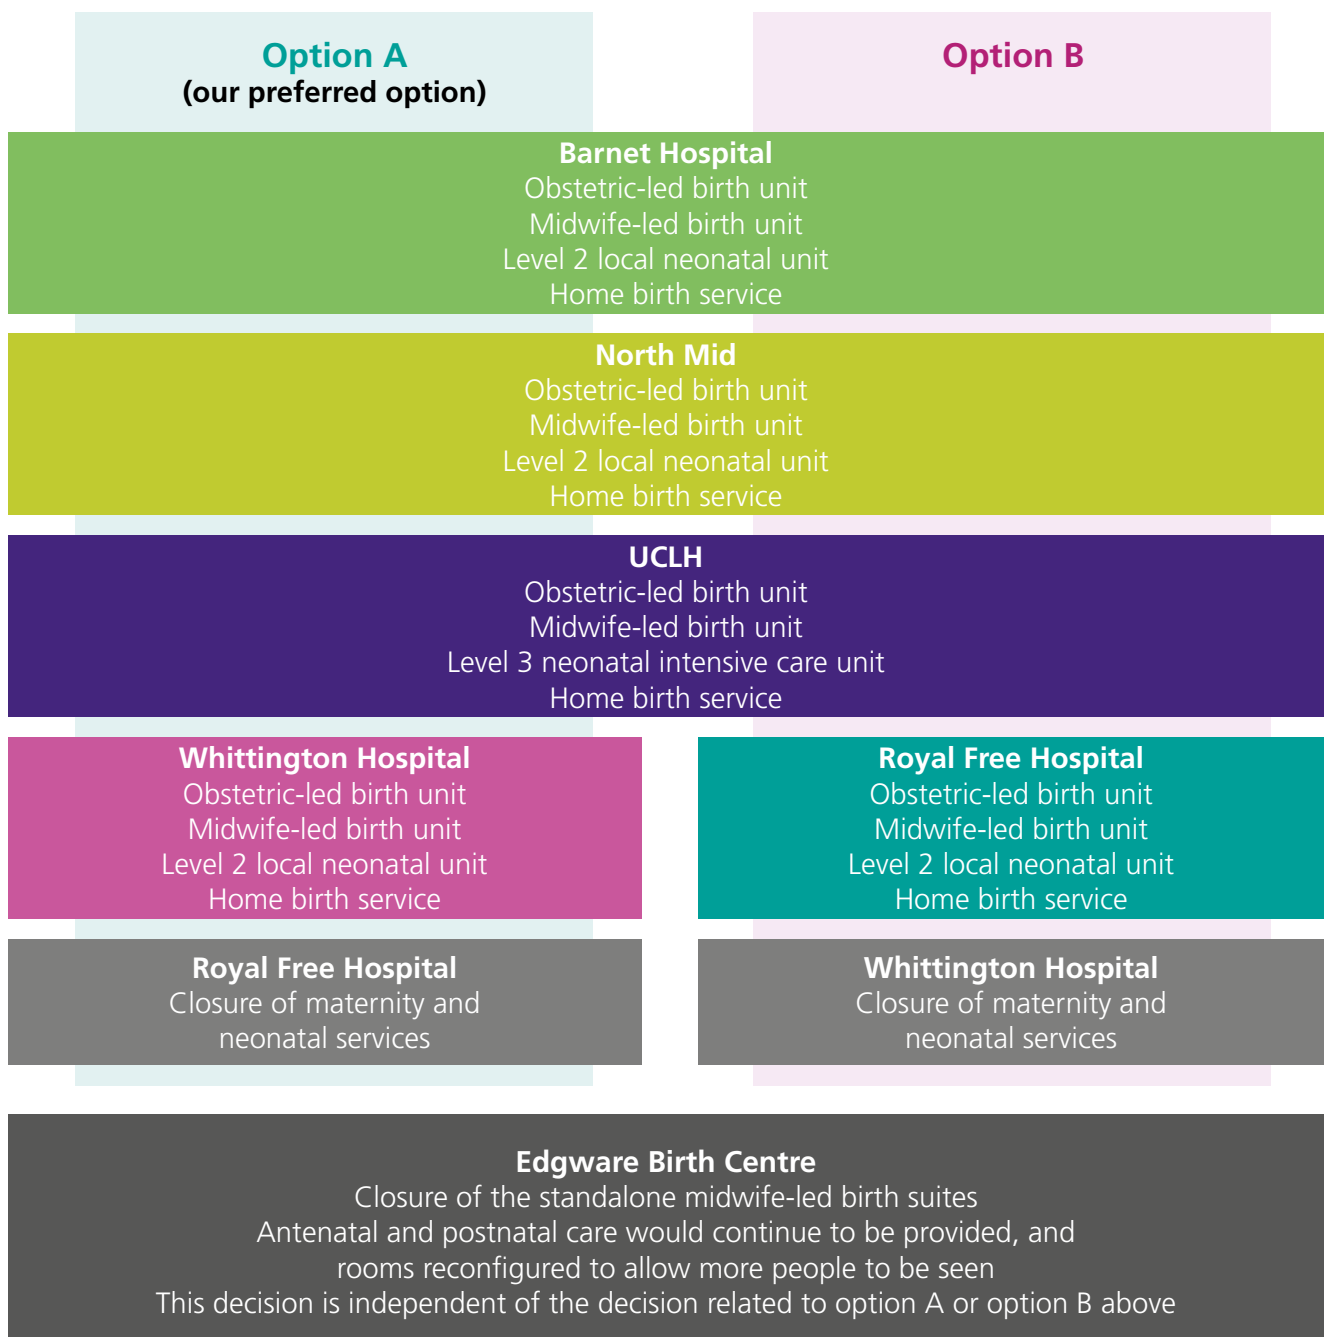 Option A
(our preferred option)
Option B
Barnet Hospital
Obstetric-led birth unit
Midwife-led birth unit
Level 2 local neonatal unit
Home birth service
North Mid
Obstetric-led birth unit
Midwife-led birth unit
Level 2 local neonatal unit
Home birth service
UCLH
Obstetric-led birth unit
Midwife-led birth unit
Level 3 neonatal intensive care unit
Home birth service
Whittington Hospital
Obstetric-led birth unit
Midwife-led birth unit
Level 2 local neonatal unit
Home birth service
Royal Free Hospital
Obstetric-led birth unit
Midwife-led birth unit
Level 2 local neonatal unit
Home birth service
Royal Free Hospital
Closure of maternity and
neonatal services
Whittington Hospital
Closure of maternity and
neonatal services
Edgware Birth Centre
Closure of the standalone midwife-led birth suites
Antenatal and postnatal care would continue to be provided, and
rooms reconfigured to allow more people to be seen
This decision is independent of the decision related to option A or option B above